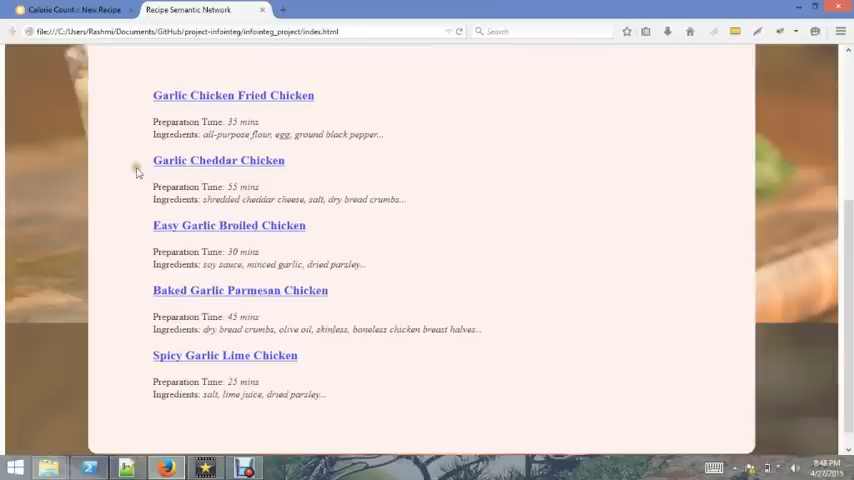 Calorie Count :: New Recipe
Recipe Semantic Network
file:///C:/Users/Rashmi/Documents/GitHub/project-infointeg/infointeg_project/index.html
Search
Garlic Chicken Fried Chicken
Preparation Time: 35 mins
Ingredients: all-purpose flour, egg, ground black pepper...
Garlic Cheddar Chicken
Preparation Time: 55 mins
Ingredients: shredded cheddar cheese, salt, dry bread crumbs...
Easy Garlic Broiled Chicken
Preparation Time: 30 mins
Ingredients: soy sauce, minced garlic, dried parsley...
Baked Garlic Parmesan Chicken
Preparation Time: 45 mins
Ingredients: dry bread crumbs, olive oil, skinless, boneless chicken breast halves...
Spicy Garlic Lime Chicken
Preparation Time: 25 mins
Ingredients: salt, lime juice, dried parsley...
8:48 PM
4/27/2015